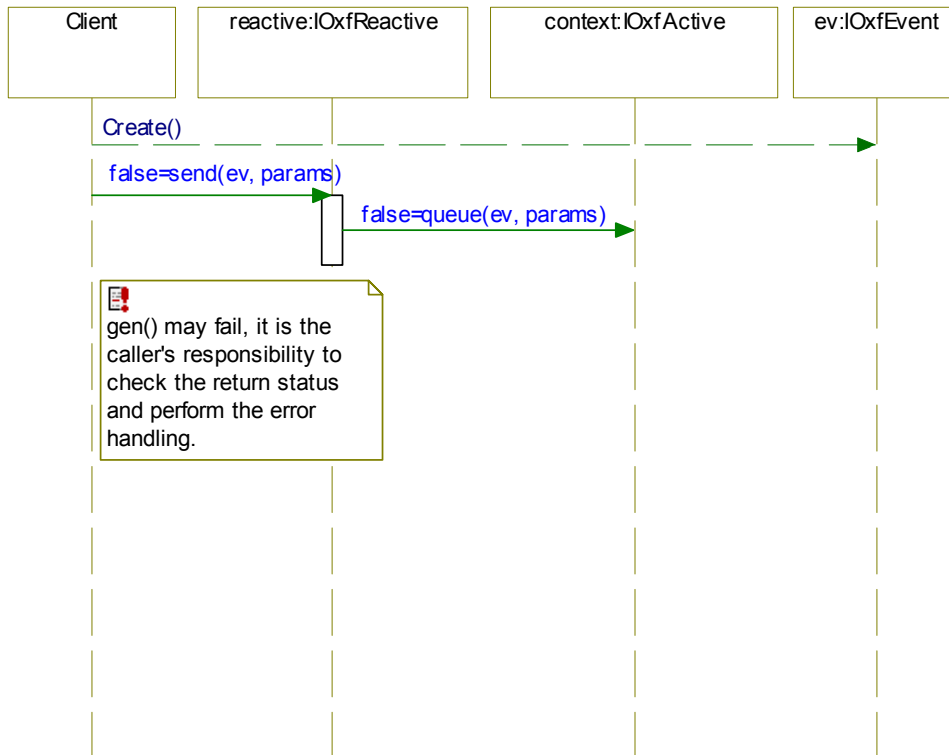 Client
reactive:IOxfReactive
context:IOxfActive
ev:IOxfEvent
Create()
false=send(ev, params)
false=queue(ev, params)
gen() may fail, it is the
caller's responsibility to
check the return status
and perform the error
handling.